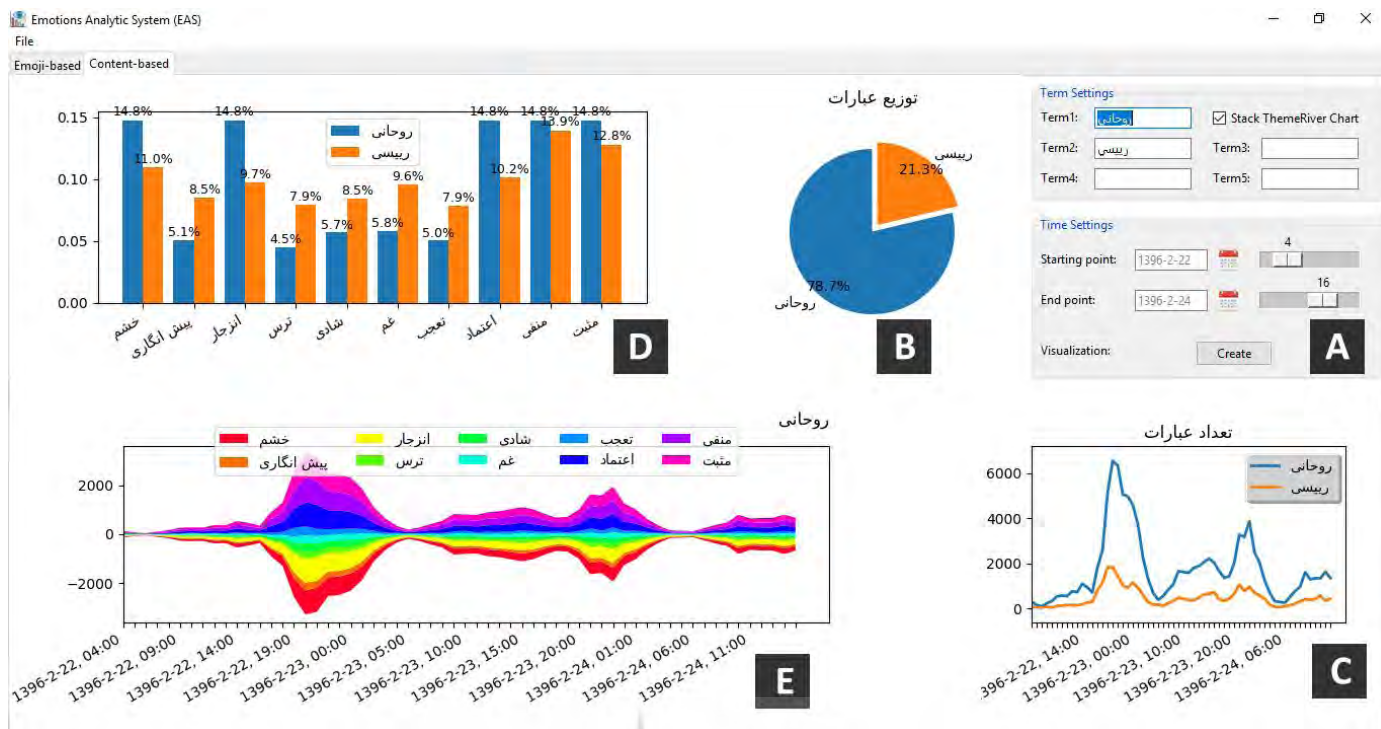 Emotions Analytic System (EAS)
File
Emoji-based Content-based
توزیع عبارات
رییسی
21.3%
78.7%
روحانی
B
Term Settings
Term1: روحانی Stack ThemeRiver Chart
Term2: رییسی Term3:
Term4: Term5:
Time Settings
4
Starting point: 1396-2-22
16
End point: 1396-2-24
Visualization: Create
A
14.8% 14.8% 14.8% 14.8% 14.8%
روحانی
رییسی
11.0% 9.7% 10.2% 13.9% 12.8%
8.5% 7.9% 8.5% 9.6% 7.9%
5.1% 4.5% 5.7% 5.8% 5.0%
0.15
0.10
0.05
0.00
خشم پیش انگاری انزجار ترس شادی غم تعجب اعتماد منفی مثبت
D
روحانی
خشم انزجار شادی تعجب منفی
پیش انگاری ترس غم اعتماد مثبت
2000
0
−2000
1396-2-22, 04:00
1396-2-22, 09:00
1396-2-22, 14:00
1396-2-22, 19:00
1396-2-23, 00:00
1396-2-23, 05:00
1396-2-23, 10:00
1396-2-23, 15:00
1396-2-23, 20:00
1396-2-24, 01:00
1396-2-24, 06:00
1396-2-24, 11:00
E
تعداد عبارات
روحانی
رییسی
6000
4000
2000
0
396-2-22, 14:00
1396-2-23, 00:00
1396-2-23, 10:00
1396-2-23, 20:00
1396-2-24, 06:00
C